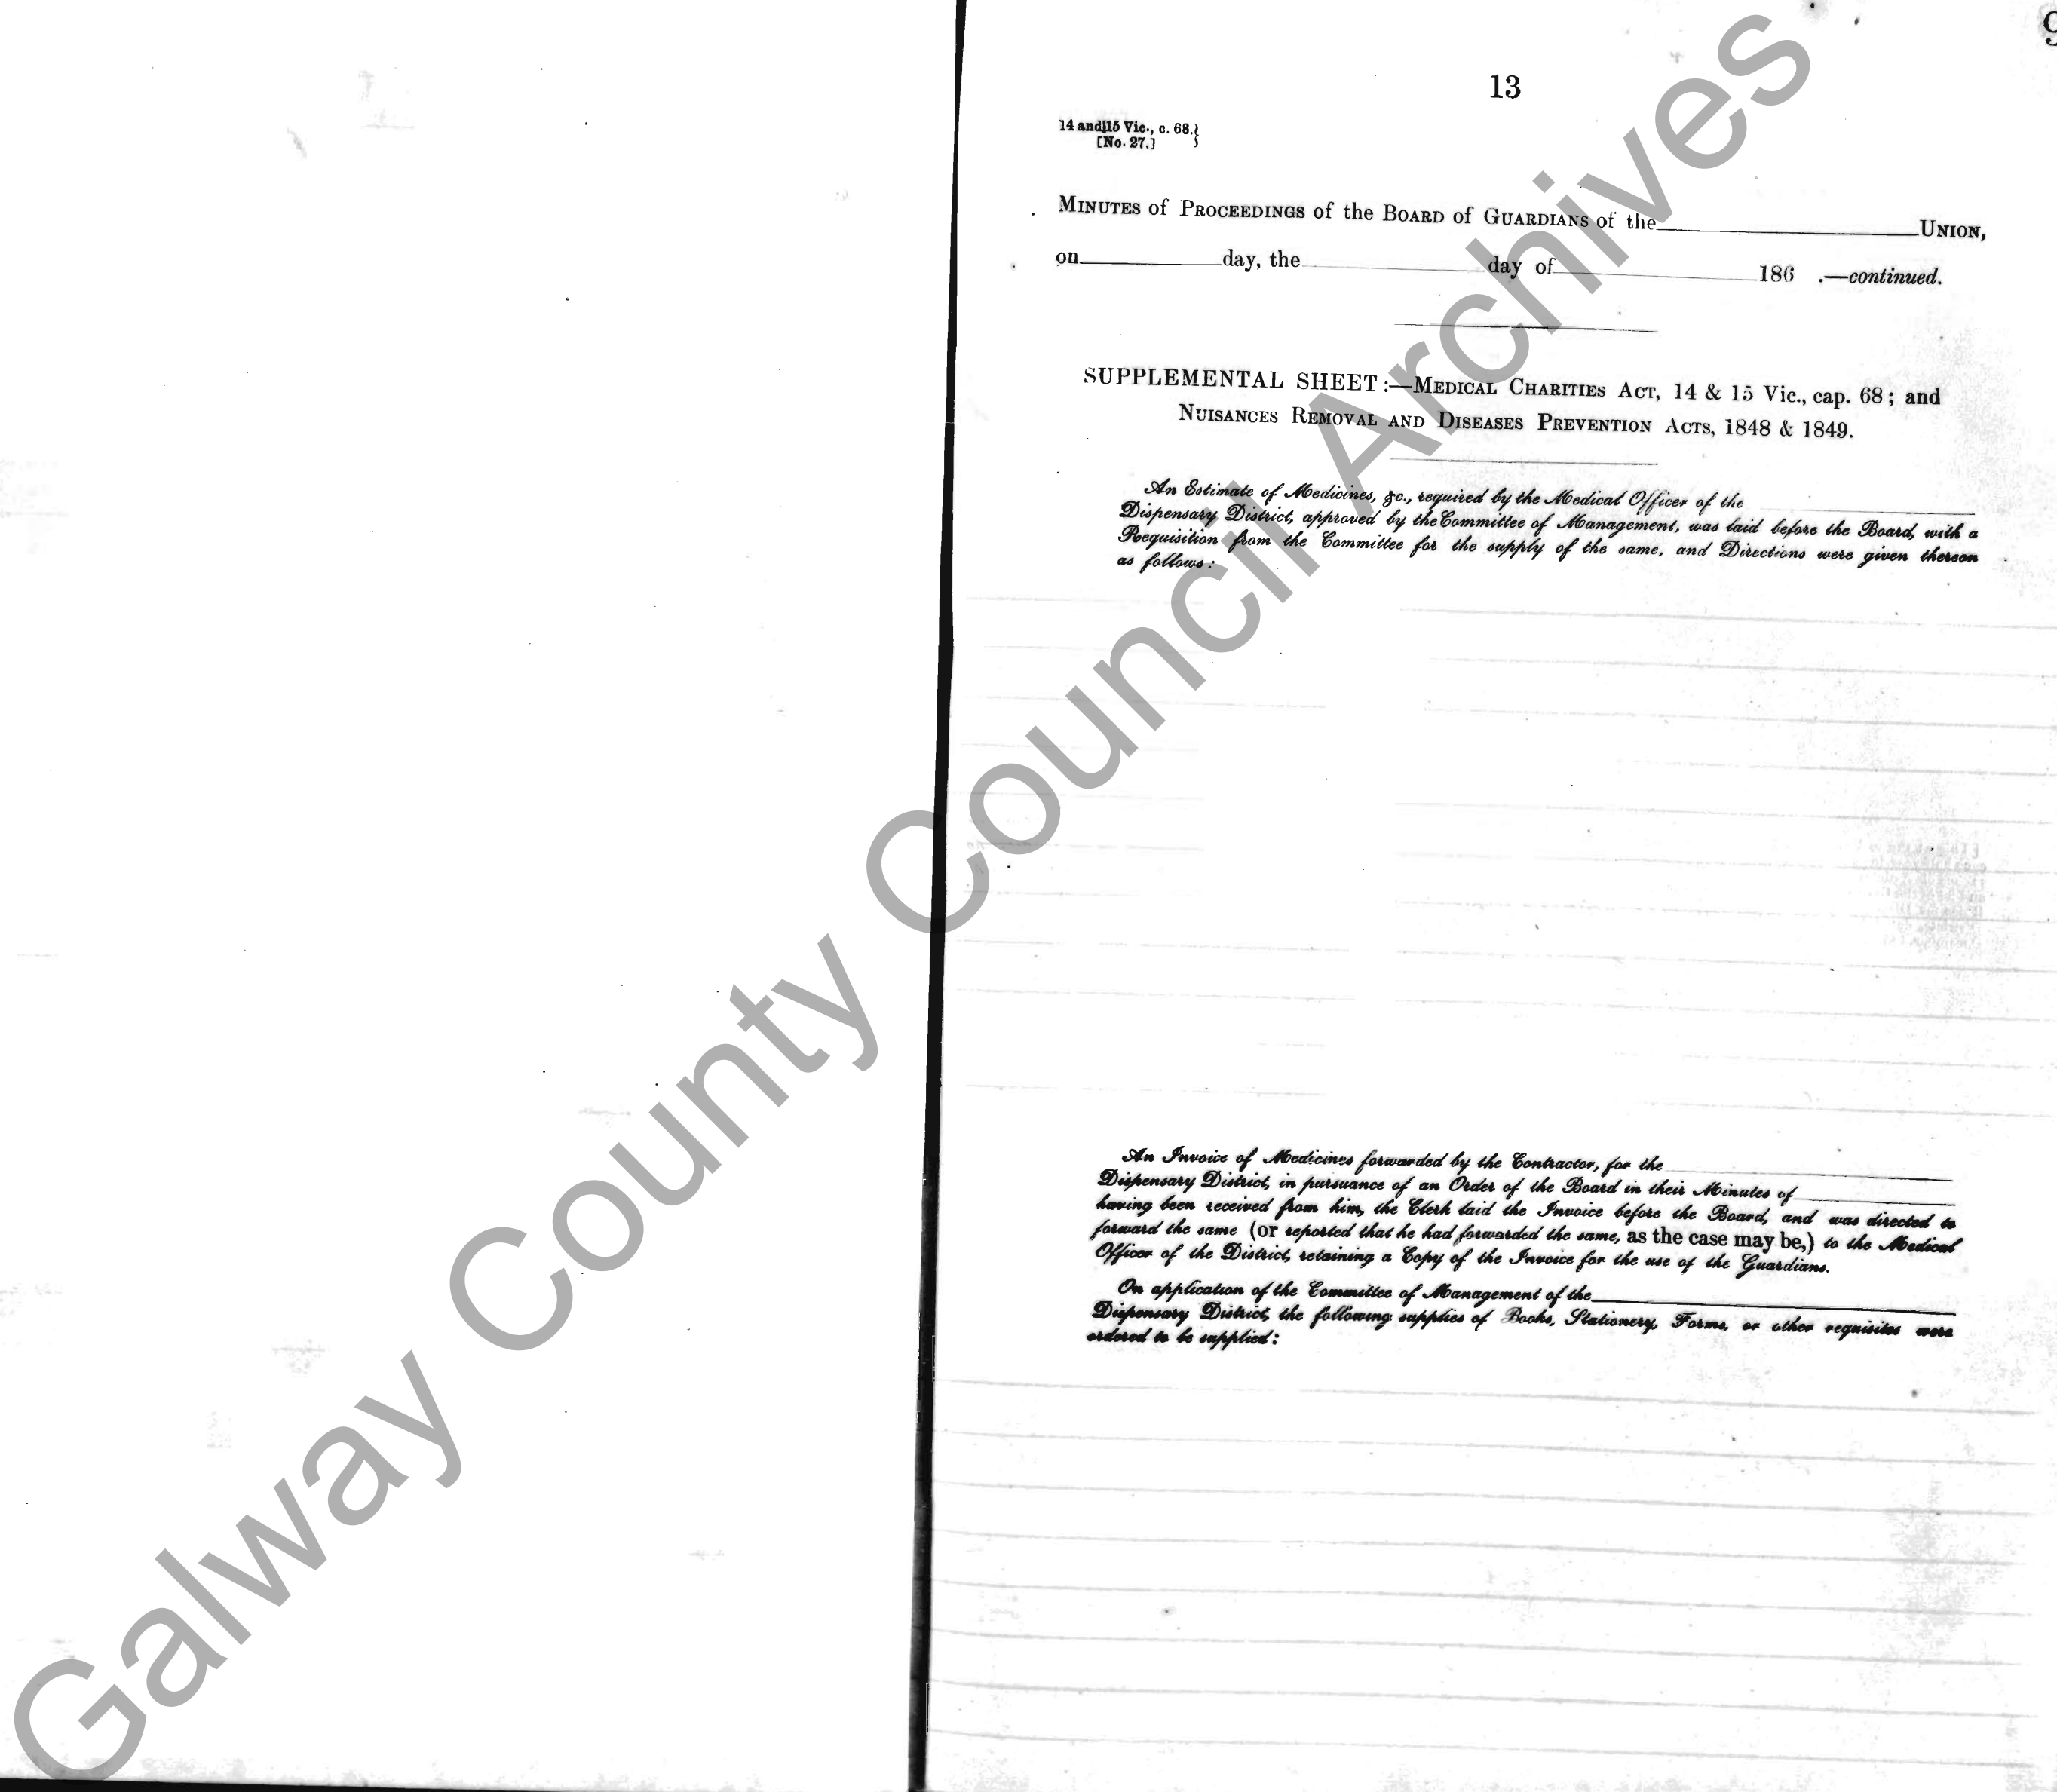 13
14 and 15 Vic., c. 68.}
[No. 27.]
MINUTES of PROCEEDINGS of the BOARD of GUARDIANS of the UNION,
on day, the day of 186 .—continued.
SUPPLEMENTAL SHEET:—MEDICAL CHARITIES ACT, 14 & 15 Vic., cap. 68; and
NUISANCES REMOVAL AND DISEASES PREVENTION ACTS, 1848 & 1849.
An Estimate of Medicines, &c., required by the Medical Officer of the
Dispensary District, approved by the Committee of Management, was laid before the Board, with a
Requisition from the Committee for the supply of the same, and Directions were given thereon
as follows:
An Invoice of Medicines forwarded by the Contractor, for the
Dispensary District, in pursuance of an Order of the Board in their Minutes of
having been received from him, the Clerk laid the Invoice before the Board, and was directed to
forward the same (or reported that he had forwarded the same, as the case may be,) to the Medical
Officer of the District, retaining a Copy of the Invoice for the use of the Guardians.
On application of the Committee of Management of the
Dispensary District, the following supplies of Books, Stationery, Forms, or other requisites were
ordered to be supplied:
Galway County Council Archives